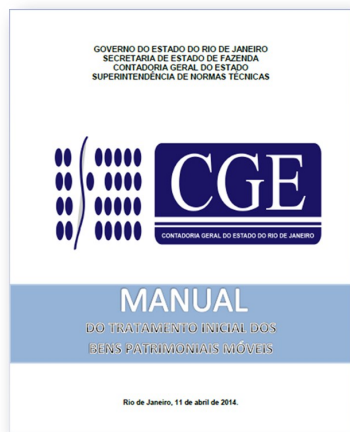 GOVERNO DO ESTADO DO RIO DE JANEIRO
SECRETARIA DE ESTADO DE FAZENDA
CONTADORIA GERAL DO ESTADO
SUPERINTENDÊNCIA DE NORMAS TÉCNICAS
CGE
CONTADORIA GERAL DO ESTADO DO RIO DE JANEIRO
MANUAL
DO TRATAMENTO INICIAL DOS
BENS PATRIMONIAIS MÓVEIS
Rio de Janeiro, 11 de abril de 2014.